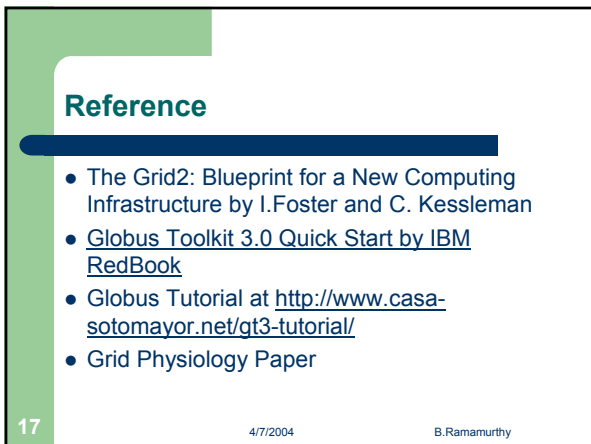 Reference
● The Grid2: Blueprint for a New Computing
Infrastructure by I.Foster and C. Kessleman
● Globus Toolkit 3.0 Quick Start by IBM
RedBook
● Globus Tutorial at http://www.casa-
sotomayor.net/gt3-tutorial/
● Grid Physiology Paper
17
4/7/2004
B.Ramamurthy